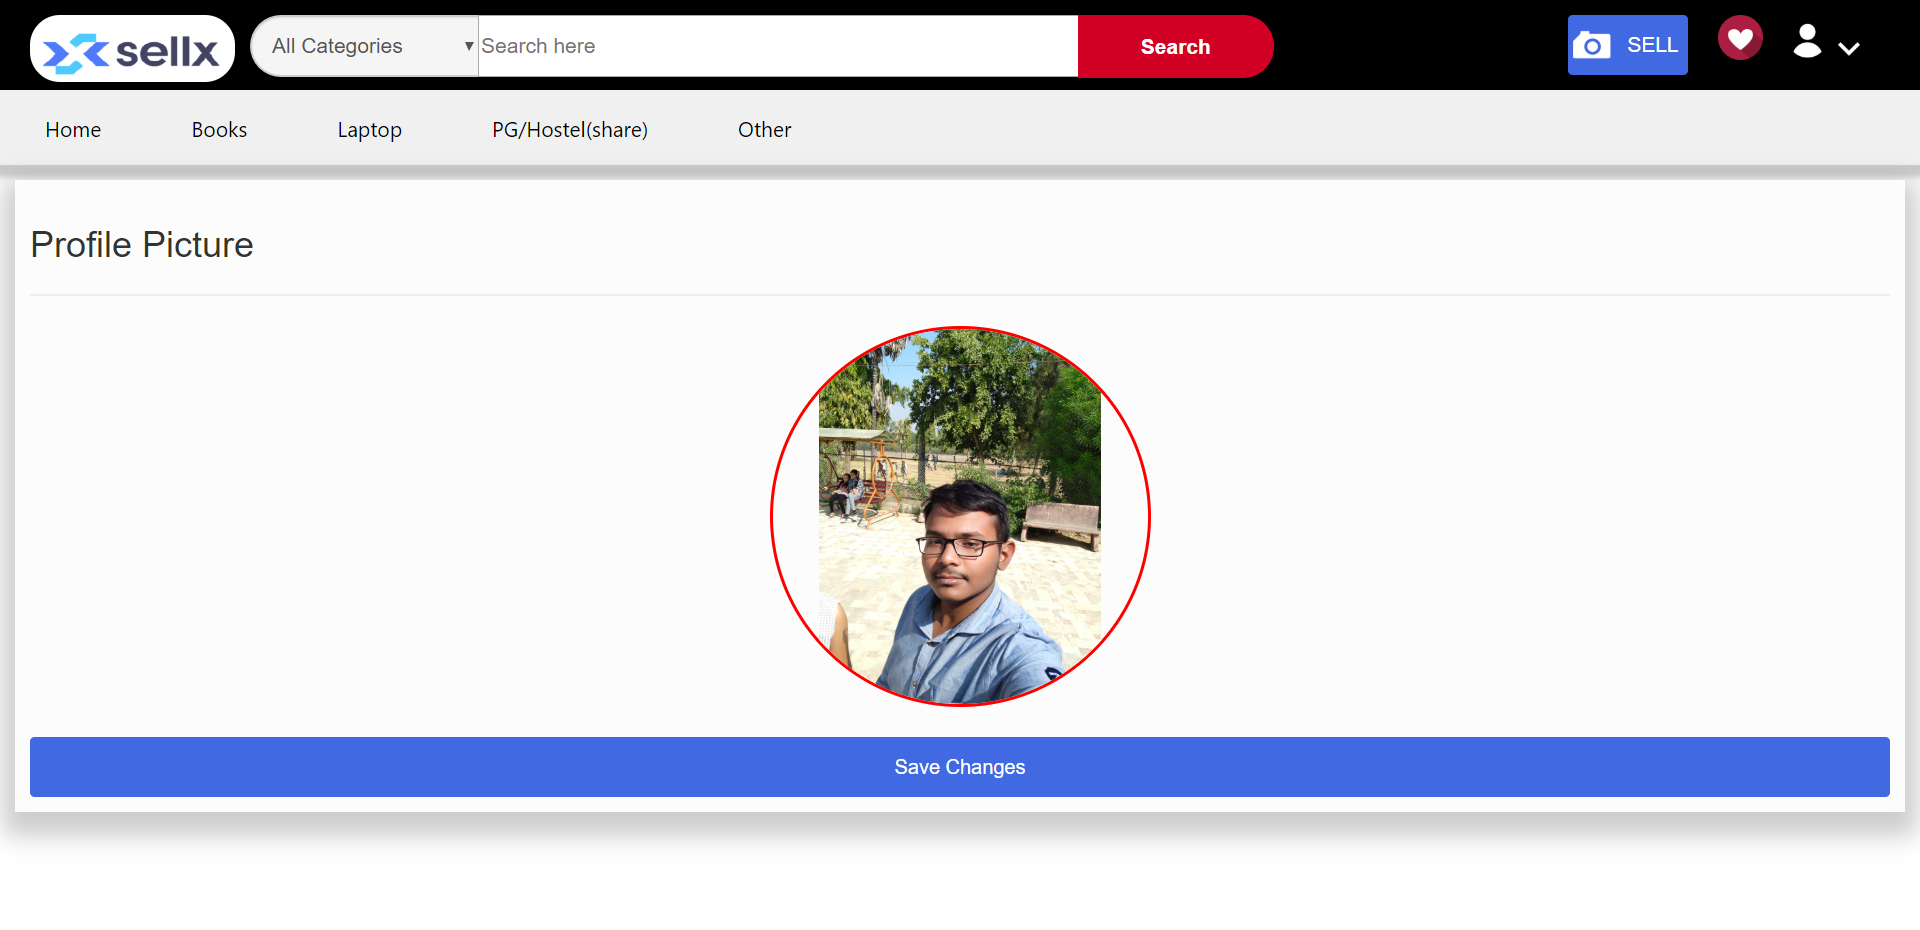 sellx
All Categories
Search here
Search
SELL
Home
Books
Laptop
PG/Hostel(share)
Other
Profile Picture
Save Changes